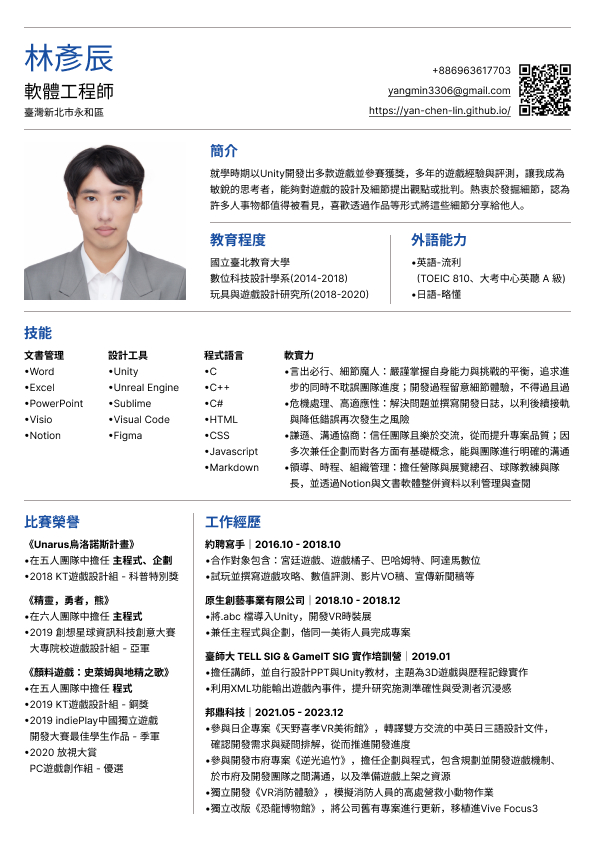 林彥辰
軟體工程師
臺灣新北市永和區
+886963617703
yangmin3306@gmail.com
https://yan-chen-lin.github.io/
簡介
就學時期以Unity開發出多款遊戲並參賽獲獎，多年的遊戲經驗與評測，讓我成為
敏銳的思考者，能夠對遊戲的設計及細節提出觀點或批判。熱衷於發掘細節，認為
許多人事物都值得被看見，喜歡透過作品等形式將這些細節分享給他人。
教育程度
國立臺北教育大學
數位科技設計學系(2014-2018)
玩具與遊戲設計研究所(2018-2020)
外語能力
•英語-流利
(TOEIC 810、大考中心英聽 A 級)
•日語-略懂
技能
文書管理
•Word
•Excel
•PowerPoint
•Visio
•Notion
設計工具
•Unity
•Unreal Engine
•Sublime
•Visual Code
•Figma
程式語言
•C
•C++
•C#
•HTML
•CSS
•Javascript
•Markdown
軟實力
•言出必行、細節魔人：嚴謹掌握自身能力與挑戰的平衡，追求進
步的同時不耽誤團隊進度；開發過程留意細節體驗，不得過且過
•危機處理、高適應性：解決問題並撰寫開發日誌，以利後續接軌
與降低錯誤再次發生之風險
•謙遜、溝通協商：信任團隊且樂於交流，從而提升專案品質；因
多次兼任企劃而對各方面有基礎概念，能與團隊進行明確的溝通
•領導、時程、組織管理：擔任營隊與展覽總召、球隊教練與隊
長，並透過Notion與文書軟體整併資料以利管理與查閱
比賽榮譽
《Unarus烏洛諾斯計畫》
•在五人團隊中擔任 主程式、企劃
•2018 KT遊戲設計組 - 科普特別獎
《精靈，勇者，熊》
•在六人團隊中擔任 主程式
•2019 創想星球資訊科技創意大賽
大專院校遊戲設計組 - 亞軍
《顏料遊戲：史萊姆與地精之歌》
•在五人團隊中擔任 程式
•2019 KT遊戲設計組 - 銅獎
•2019 indiePlay中國獨立遊戲
開發大賽最佳學生作品 - 季軍
•2020 放視大賞
PC遊戲創作組 - 優選
工作經歷
約聘寫手｜2016.10 - 2018.10
•合作對象包含：宮廷遊戲、遊戲橘子、巴哈姆特、阿達馬數位
•試玩並撰寫遊戲攻略、數值評測、影片VO稿、宣傳新聞稿等
原生創藝事業有限公司｜2018.10 - 2018.12
•將.abc 檔導入Unity，開發VR時裝展
•兼任主程式與企劃，偕同一美術人員完成專案
臺師大 TELL SIG & GameIT SIG 實作培訓營｜2019.01
•擔任講師，並自行設計PPT與Unity教材，主題為3D遊戲與歷程記錄實作
•利用XML功能輸出遊戲內事件，提升研究施測準確性與受測者沉浸感
邦鼎科技｜2021.05 - 2023.12
•參與日企專案《天野喜孝VR美術館》，轉譯雙方交流的中英日三語設計文件，
確認開發需求與疑問排解，從而推進開發進度
•參與開發市府專案《逆光追竹》，擔任企劃與程式，包含規劃並開發遊戲機制、
於市府及開發團隊之間溝通，以及準備遊戲上架之資源
•獨立開發《VR消防體驗》，模擬消防人員的高處營救小動物作業
•獨立改版《恐龍博物館》，將公司舊有專案進行更新，移植進Vive Focus3